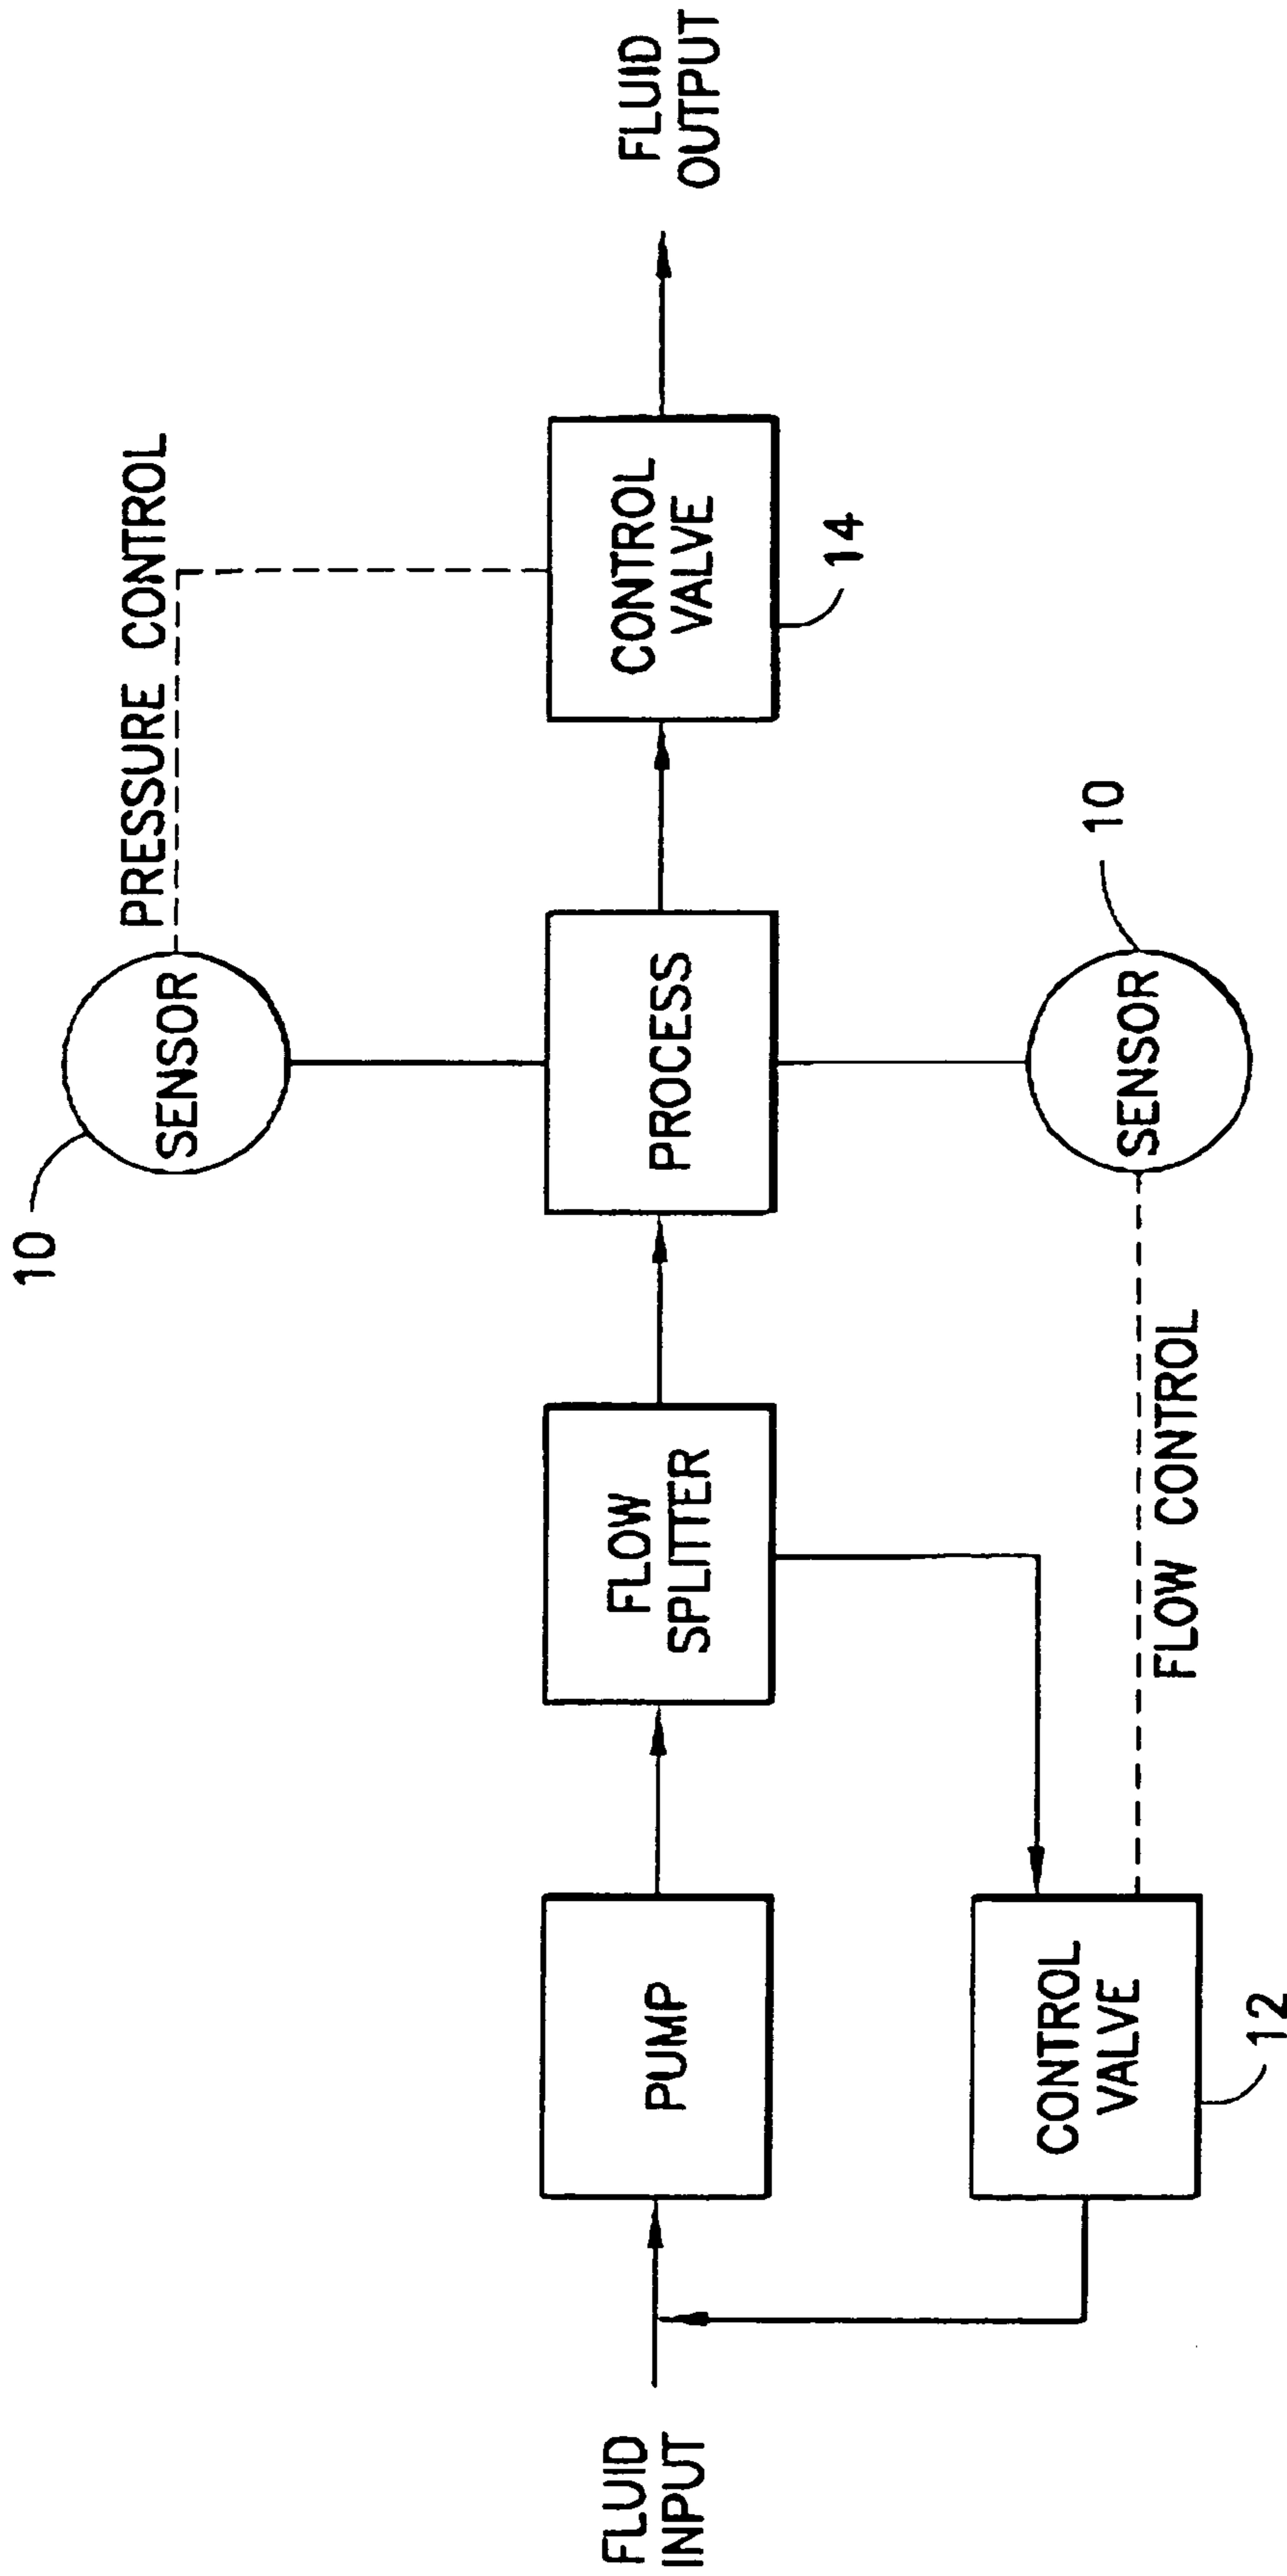 10
SENSOR
PRESSURE CONTROL
FLUID
INPUT
PUMP
FLOW
SPLITTER
PROCESS
CONTROL
VALVE
14
FLUID
OUTPUT
CONTROL
VALVE
12
FLOW CONTROL
SENSOR
10